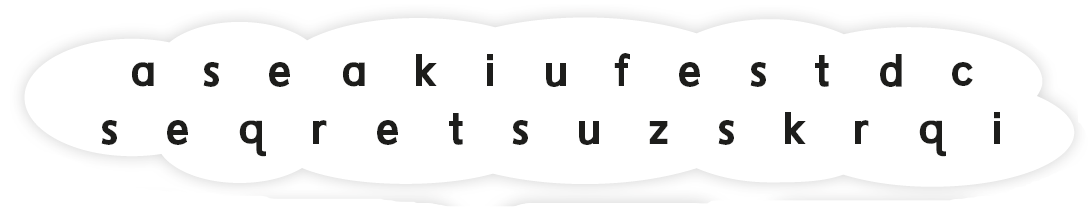 a s e a k i u f e s t d c
s e q r e t s u z s k r q i